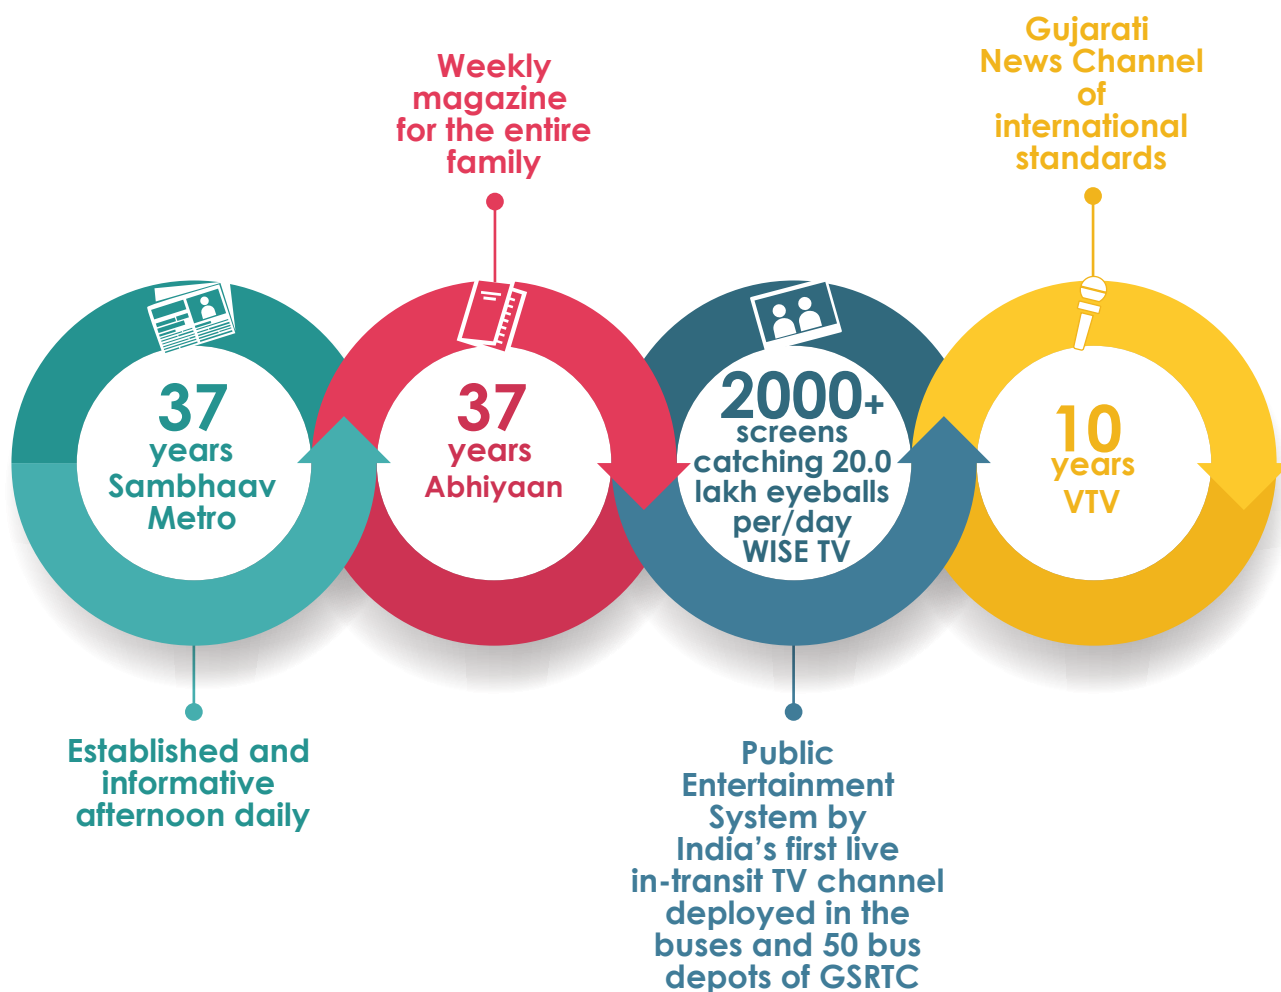 Weekly
magazine
for the entire
family
Gujarati
News Channel
of
international
standards
37
years
Sambhaav
Metro
37
years
Abhiyaan
2000+
screens
catching 20.0
lakh eyeballs
per/day
WISE TV
10
years
VTV
Established and
informative
afternoon daily
Public
Entertainment
System by
India’s first live
in-transit TV channel
deployed in the
buses and 50 bus
depots of GSRTC